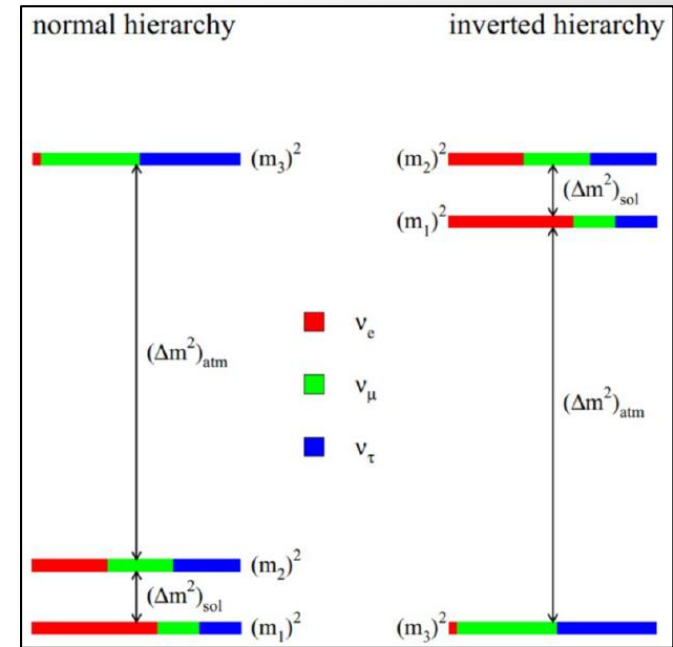 normal hierarchy
(m₃)²
(Δm²)atm
(m₂)²
(Δm²)sol
(m₁)²
νe
νμ
ντ
inverted hierarchy
(m₂)²
(Δm²)sol
(m₁)²
(Δm²)atm
(m₃)²